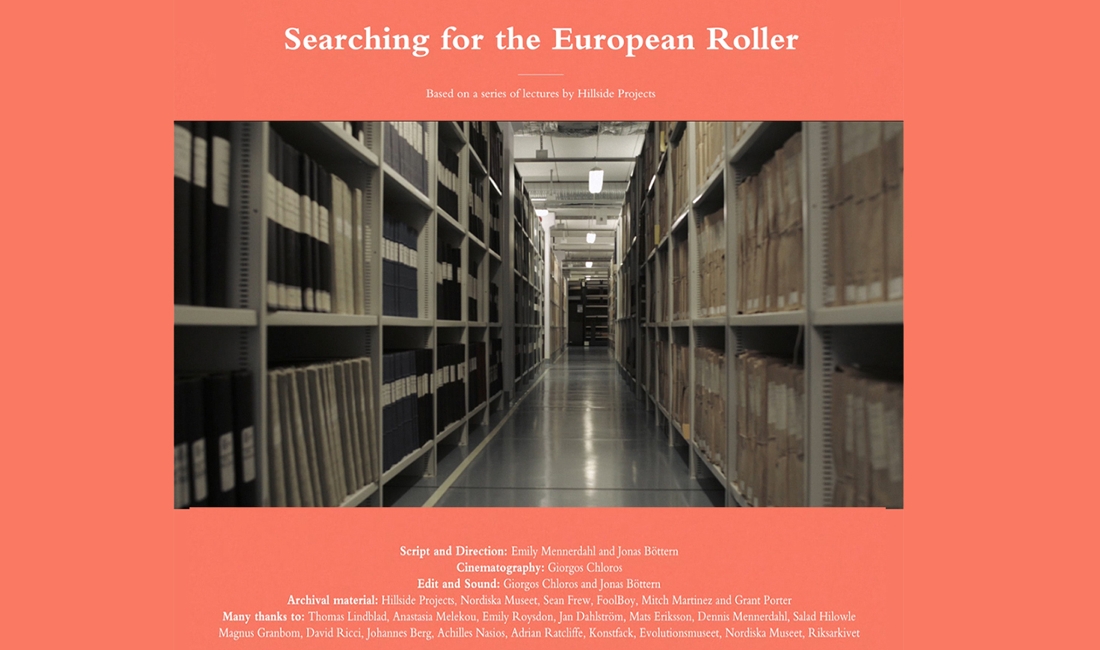 Searching for the European Roller
Based on a series of lectures by Hillside Projects
Script and Direction: Emily Mennerdahl and Jonas Böttern
Cinematography: Giorgos Chloros
Edit and Sound: Giorgos Chloros and Jonas Böttern
Archival material: Hillside Projects, Nordiska Museet, Sean Frew, FoolBoy, Mitch Martinez and Grant Porter
Many thanks to: Thomas Lindblad, Anastasia Melekou, Emily Roysdon, Jan Dahlström, Mats Eriksson, Dennis Mennerdahl, Salad Hilowle
Magnus Granbom, David Ricci, Johannes Berg, Achilles Nasios, Adrian Ratcliffe, Konstfack, Evolutionsmuseet, Nordiska Museet, Riksarkivet